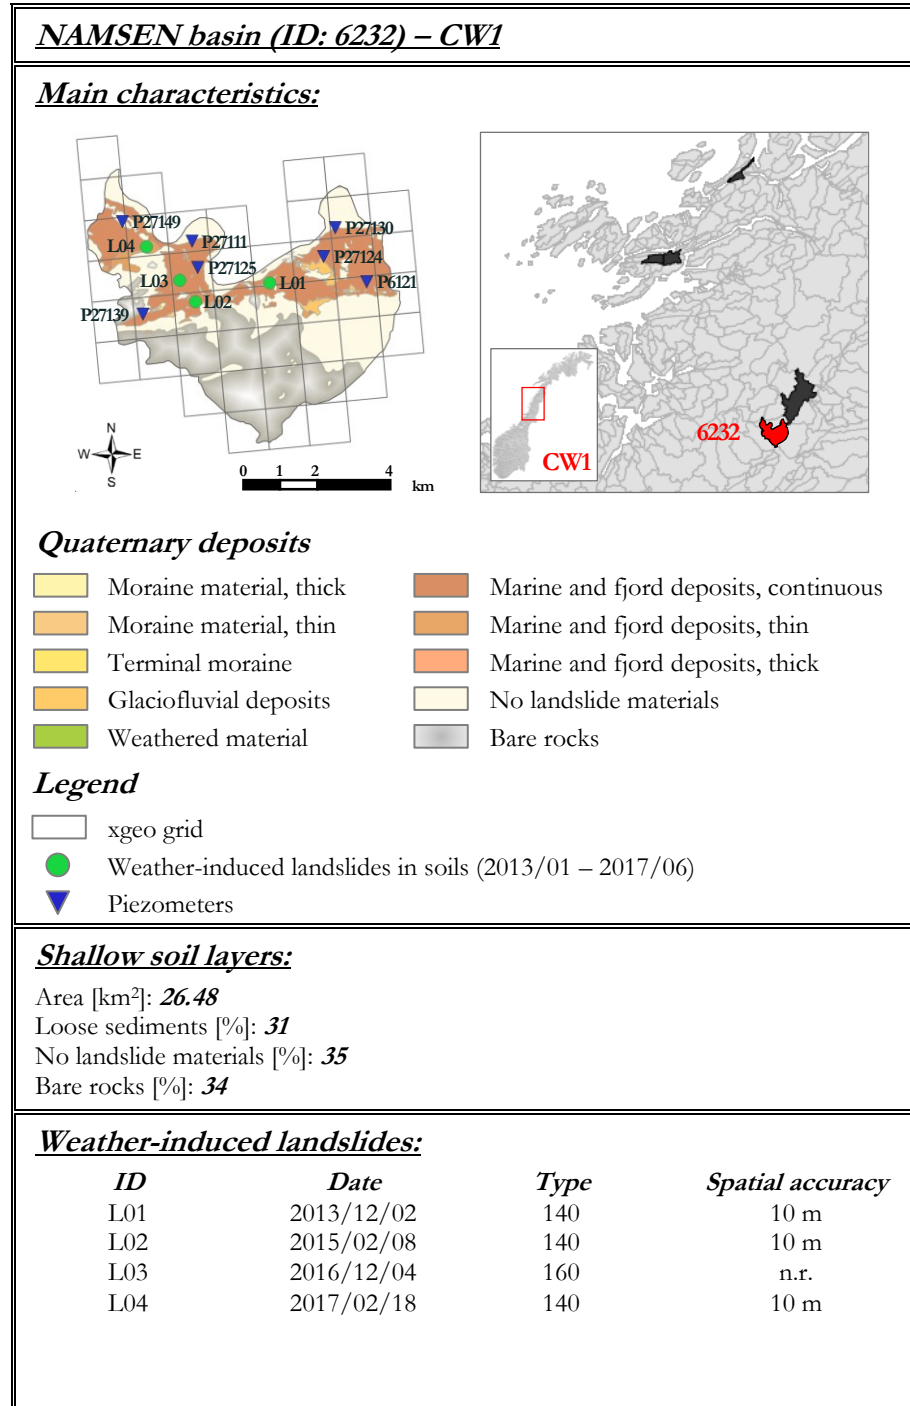 NAMSEN basin (ID: 6232) – CW1
Main characteristics:
P27149
P27130
L04
P27111
P27124
P27125
L03
L01
P6121
L02
P27139
N
W
E
S
0 1 2 4
km
6232
CW1
Quaternary deposits
Moraine material, thick
Marine and fjord deposits, continuous
Moraine material, thin
Marine and fjord deposits, thin
Terminal moraine
Marine and fjord deposits, thick
Glaciofluvial deposits
No landslide materials
Weathered material
Bare rocks
Legend
xgeo grid
Weather-induced landslides in soils (2013/01 – 2017/06)
Piezometers
Shallow soil layers:
Area [km²]: 26.48
Loose sediments [%]: 31
No landslide materials [%]: 35
Bare rocks [%]: 34
Weather-induced landslides:
ID Date Type Spatial accuracy
L01 2013/12/02 140 10 m
L02 2015/02/08 140 10 m
L03 2016/12/04 160 n.r.
L04 2017/02/18 140 10 m